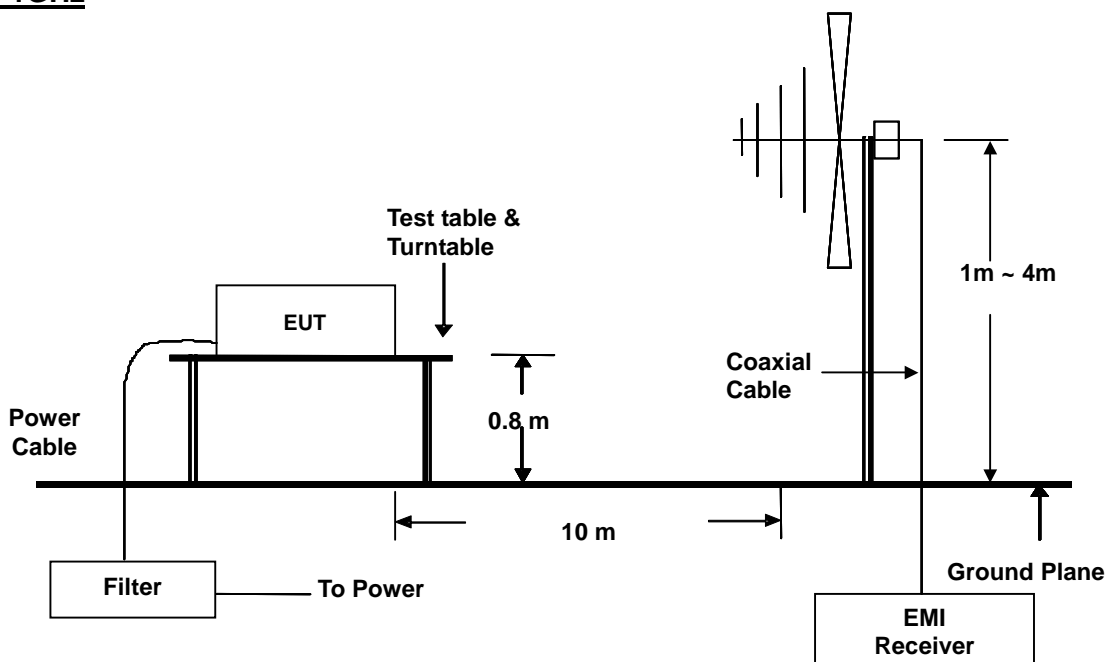 Test table &
Turntable
1m ~ 4m
EUT
Coaxial
Cable
0.8 m
Power
Cable
10 m
Ground Plane
Filter
To Power
EMI
Receiver